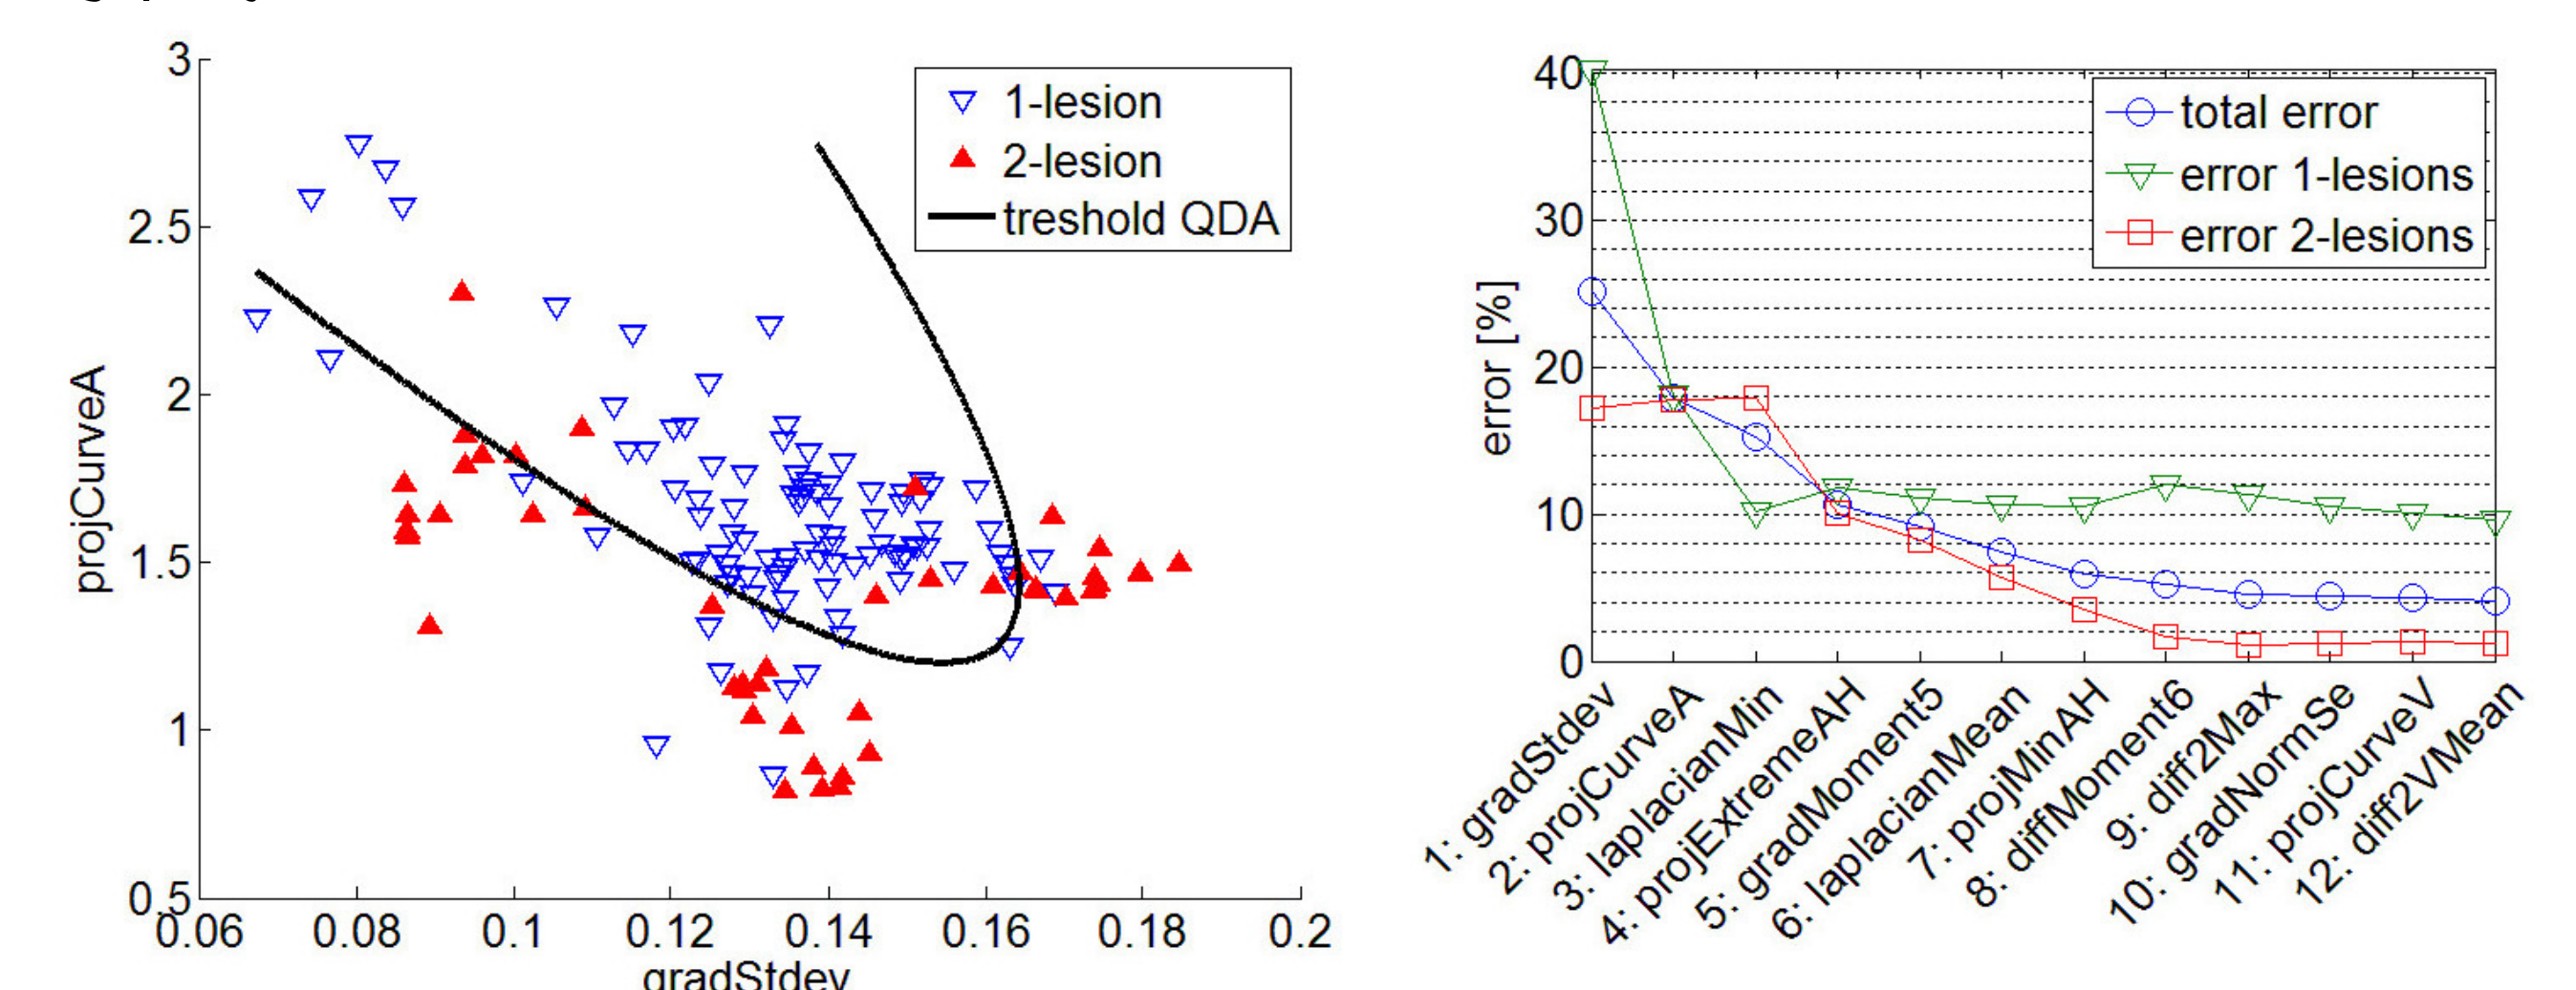 3
2.5
2
1.5
1
0.5
projCurveA
0.06 0.08 0.1 0.12 0.14 0.16 0.18 0.2
gradStdev
1-lesion
2-lesion
treshold QDA
40
30
20
10
0
error [%]
total error
error 1-lesions
error 2-lesions
1: gradStdev
2: projCurveA
3: laplacianMin
4: projExtremeAH
5: gradMoment5
6: laplacianMean
7: projMinAH
8: diffMoment6
9: diff2Max
10: gradNormSe
11: projCurveV
12: diff2VMean